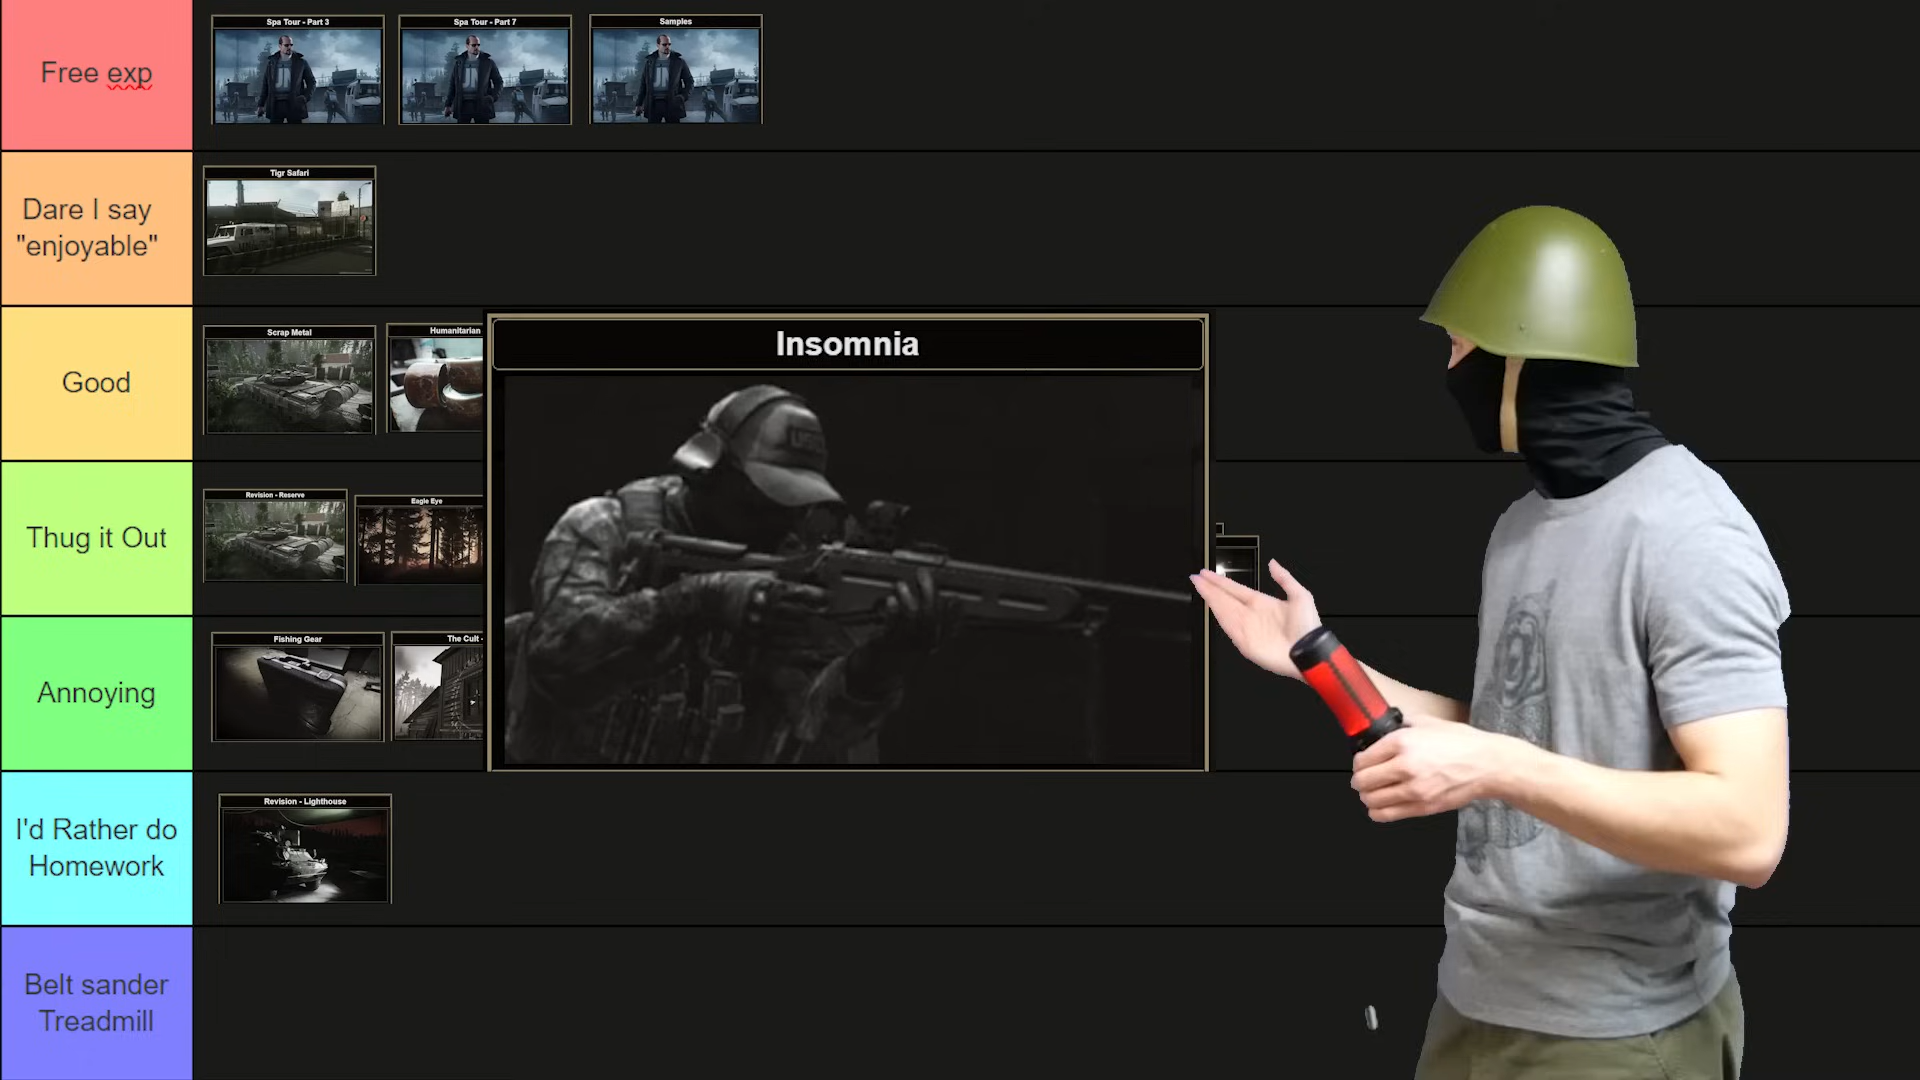 Free exp
Spa Tour - Part 3
Spa Tour - Part 7
Samples
Dare I say
"enjoyable"
Tigr Safari
Good
Scrap Metal
Humanitarian
Insomnia
Thug it Out
Revision - Reserve
Eagle Eye
Annoying
Fishing Gear
The Cult -
I'd Rather do
Homework
Revision - Lighthouse
Belt sander
Treadmill